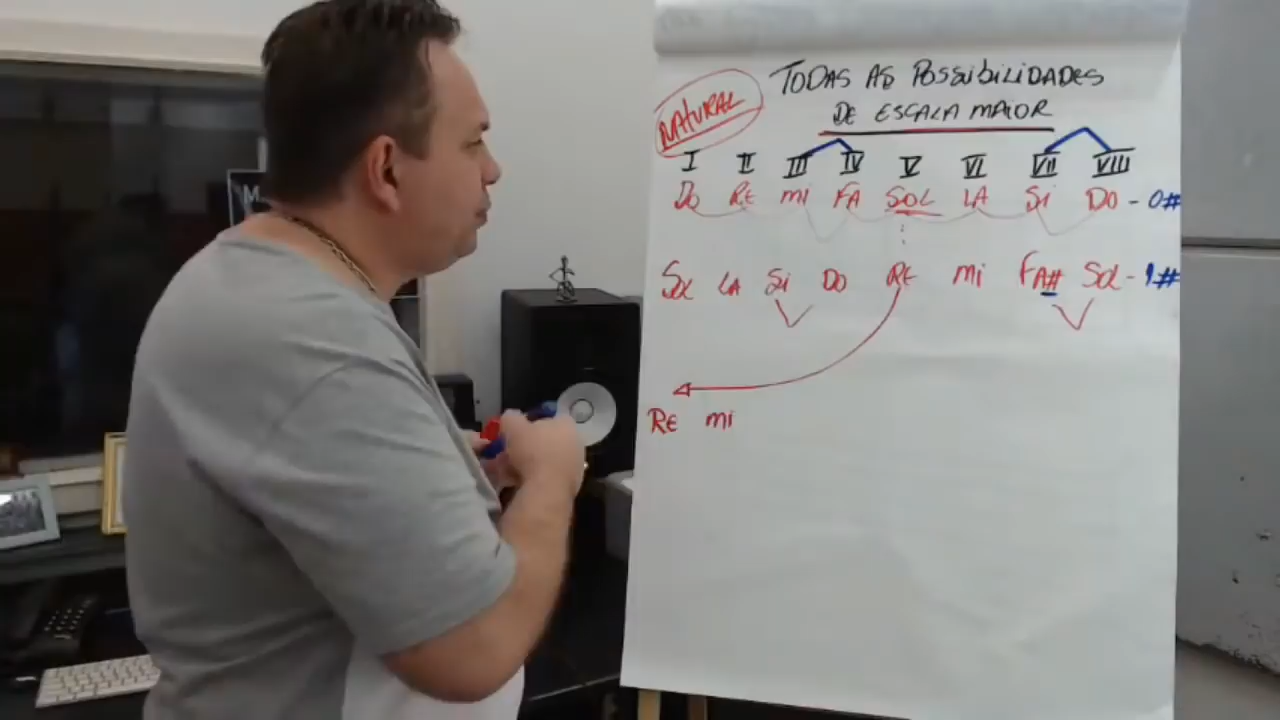 NATURAL
TODAS AS POSSIBILIDADES
DE ESCALA MAIOR
I II III IV V VI VII VIII
DO RE Mi FA SOL LA Si DO - 0#
SOL LA Si DO RE Mi FA# SOL - 1#
RE mi
M